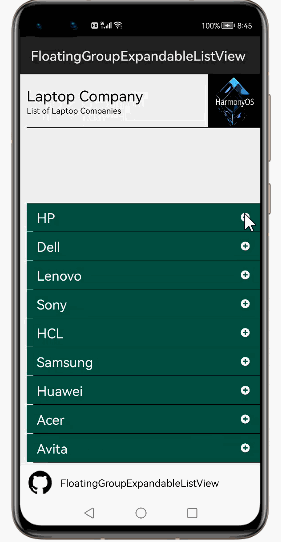 100% 8:45
FloatingGroupExpandableListView
Laptop Company
List of Laptop Companies
HarmonyOS
HP
Dell
Lenovo
Sony
HCL
Samsung
Huawei
Acer
Avita
FloatingGroupExpandableListView